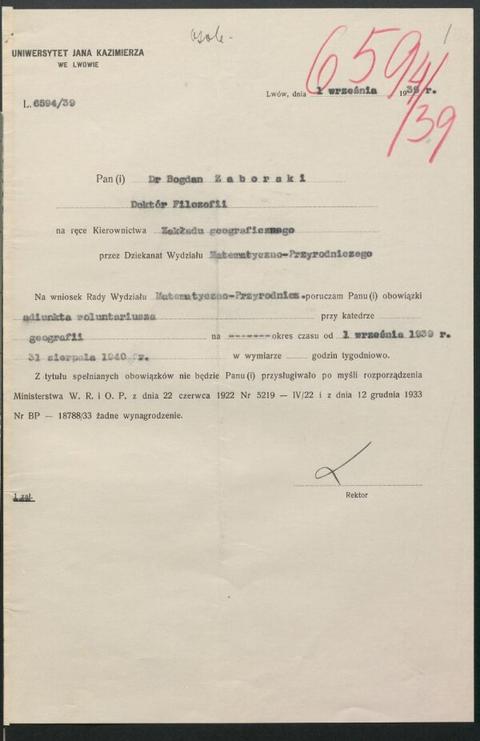 osob.
1
UNIWERSYTET JANA KAZIMIERZA
WE LWOWIE
6594/39
Lwów, dnia 1 września 1939 r.
L. 6594/39
Pan (i) Dr Bogdan Zaborski
Doktór Filozofii
na ręce Kierownictwa Zakładu geograficznego
przez Dziekanat Wydziału Matematyczno-Przyrodniczego
Na wniosek Rady Wydziału Matematyczno-Przyrodnicz. poruczam Panu (i) obowiązki
adiunkta voluntariusza przy katedrze
geografii na -------- okres czasu od 1 września 1939 r.
31 sierpnia 1940 r. w wymiarze godzin tygodniowo.
Z tytułu spełnianych obowiązków nie będzie Panu (i) przysługiwało po myśli rozporządzenia
Ministerstwa W. R. i O. P. z dnia 22 czerwca 1922 Nr 5219 — IV/22 i z dnia 12 grudnia 1933
Nr BP — 18788/33 żadne wynagrodzenie.
Rektor
1 zał.